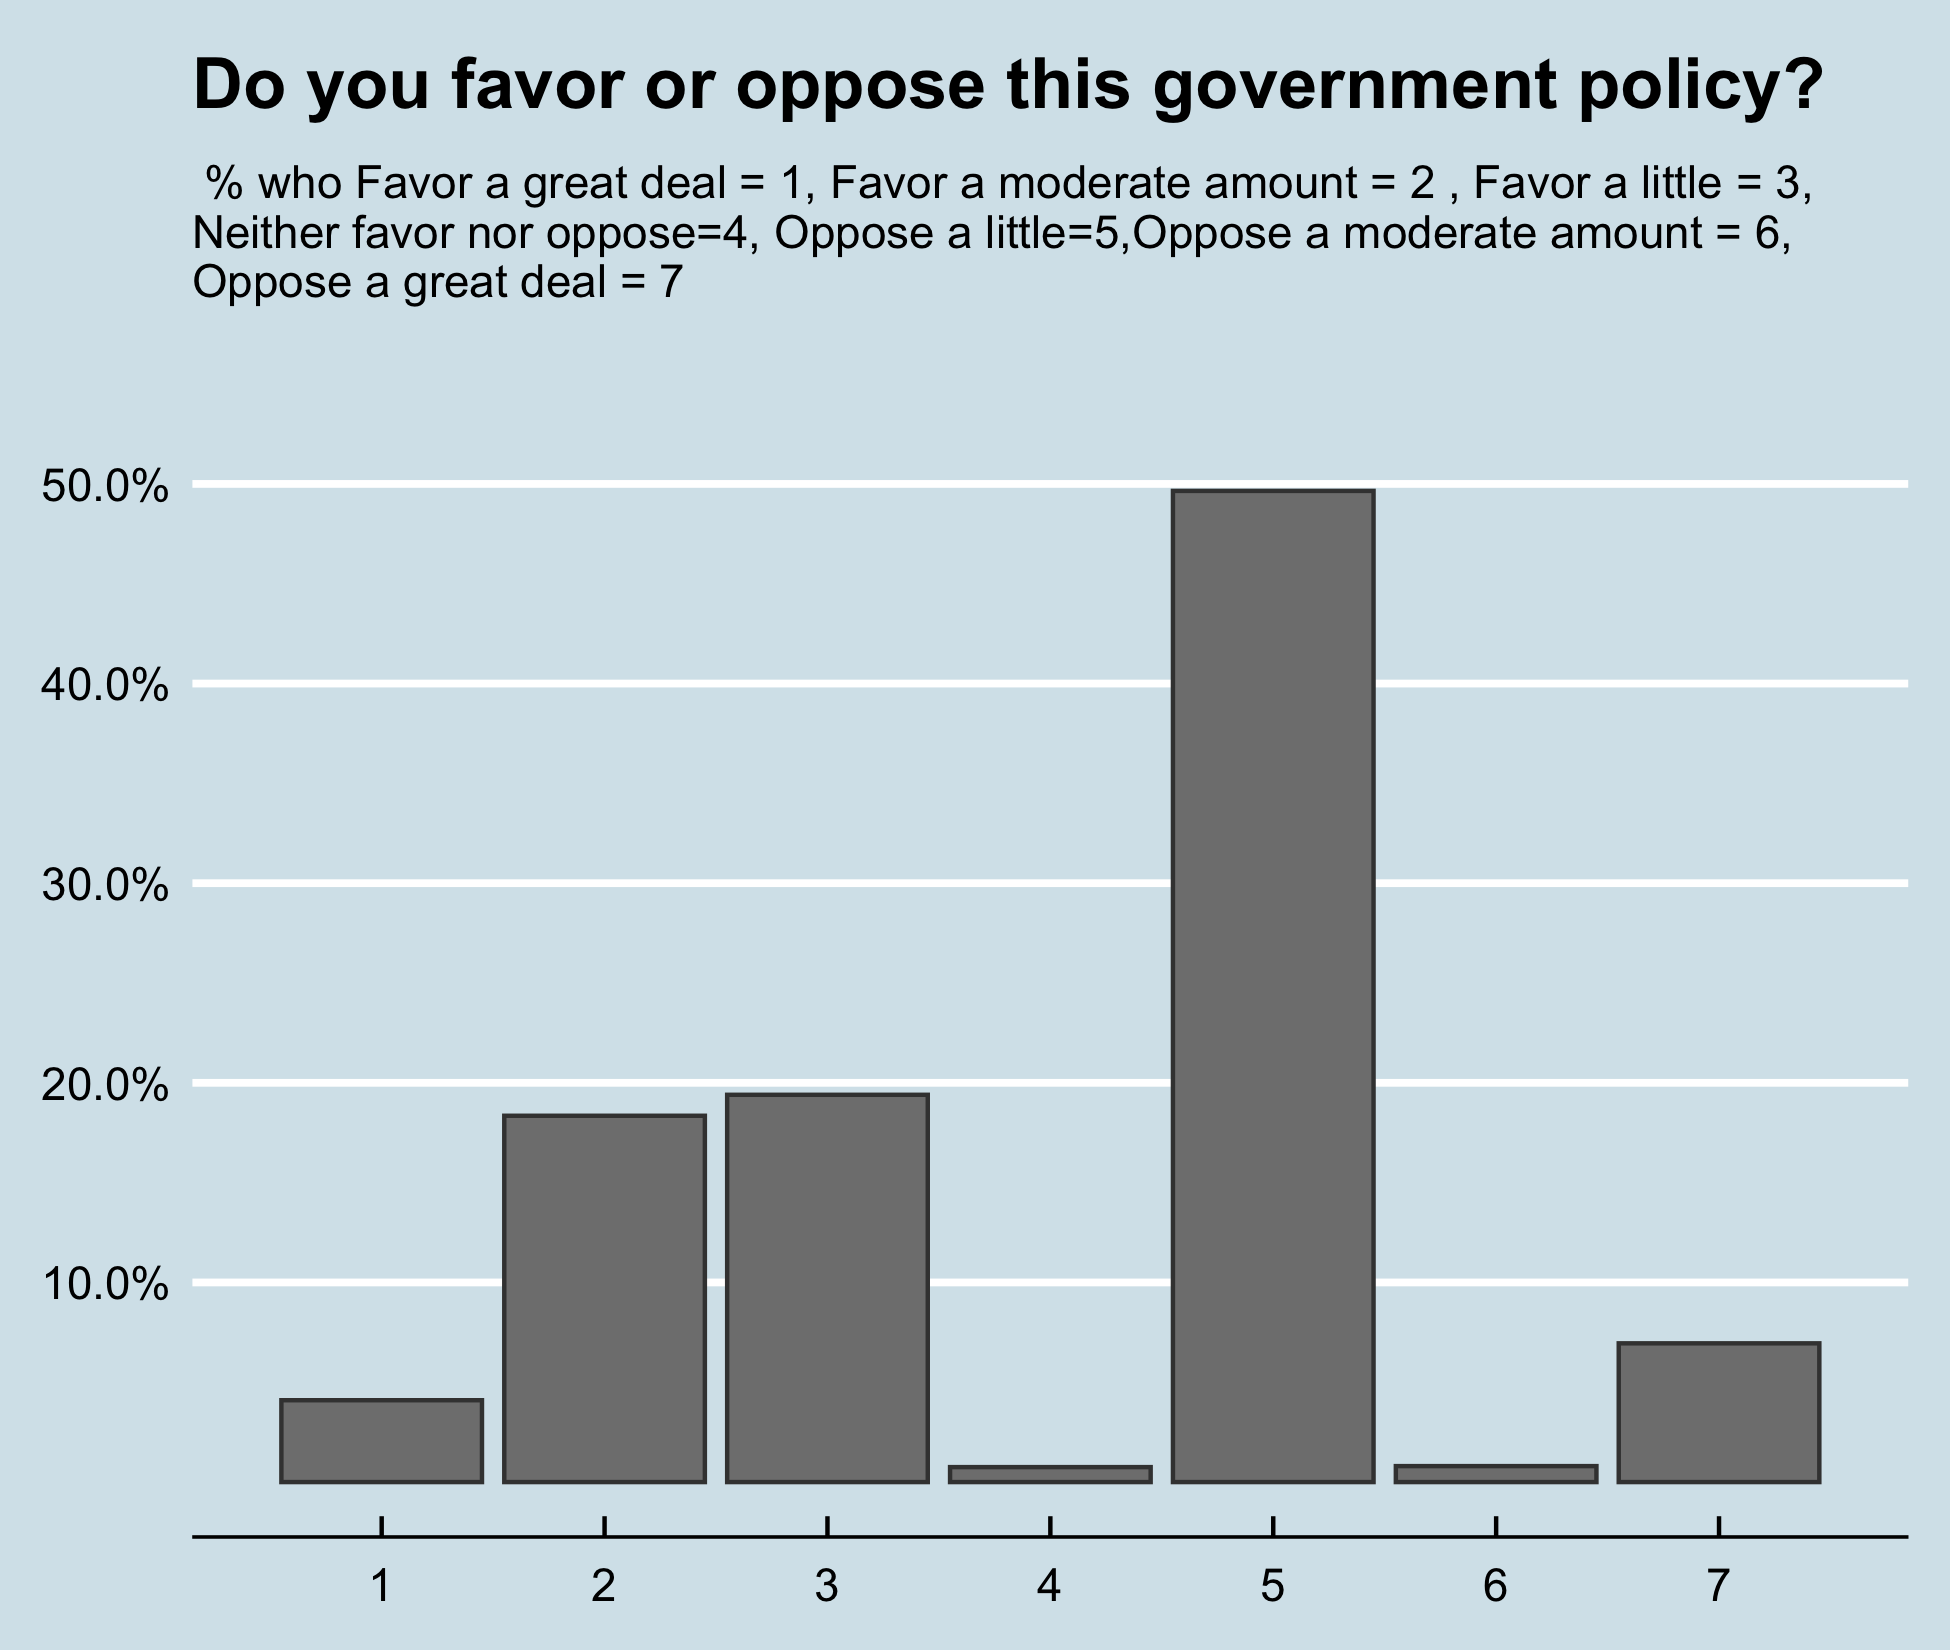 Do you favor or oppose this government policy?
% who Favor a great deal = 1, Favor a moderate amount = 2 , Favor a little = 3,
Neither favor nor oppose=4, Oppose a little=5,Oppose a moderate amount = 6,
Oppose a great deal = 7
50.0%
40.0%
30.0%
20.0%
10.0%
1 2 3 4 5 6 7